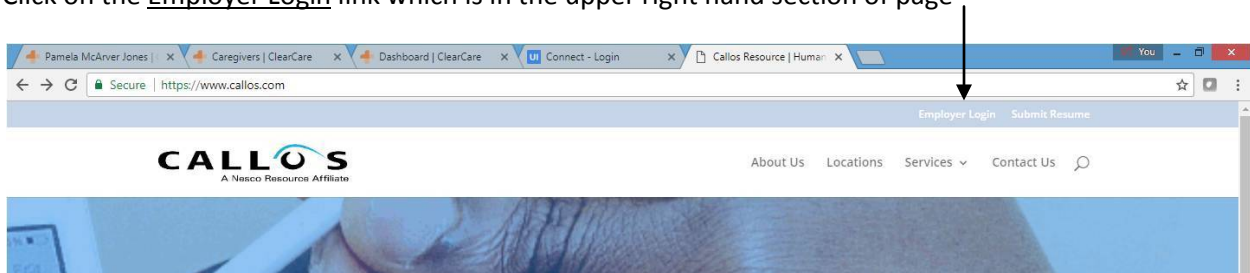 Click on the Employer Login link which is in the upper right hand section of page
Pamela McArver Jones | Caregivers | ClearCare Dashboard | ClearCare UI Connect - Login Callos Resource | Human You
Secure | https://www.callos.com
Employer Login Submit Resume
CALLOS
A Nesco Resource Affiliate
About Us Locations Services Contact Us